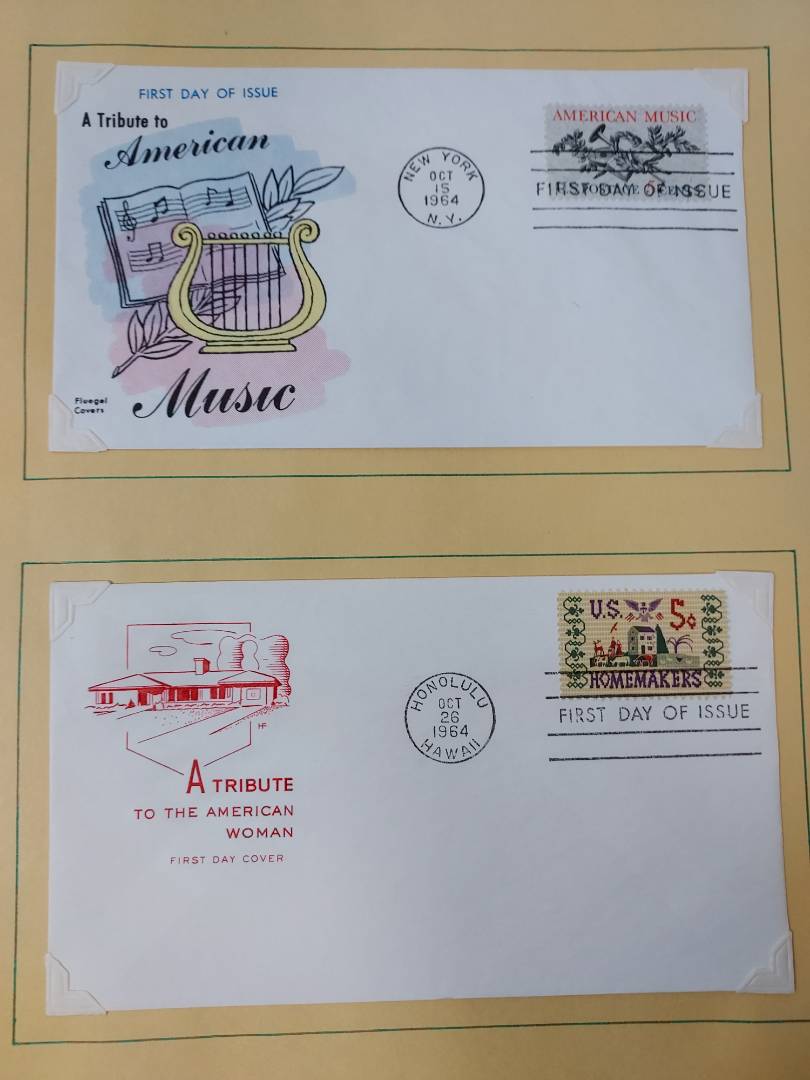 FIRST DAY OF ISSUE
A Tribute to
American
Music
Fluegel
Covers
NEW YORK
OCT
15
1964
N.Y.
AMERICAN MUSIC
FIRST DAY OF ISSUE
U.S. 5¢
HOMEMAKERS
HONOLULU
OCT
26
1964
HAWAII
FIRST DAY OF ISSUE
HF
A TRIBUTE
TO THE AMERICAN
WOMAN
FIRST DAY COVER